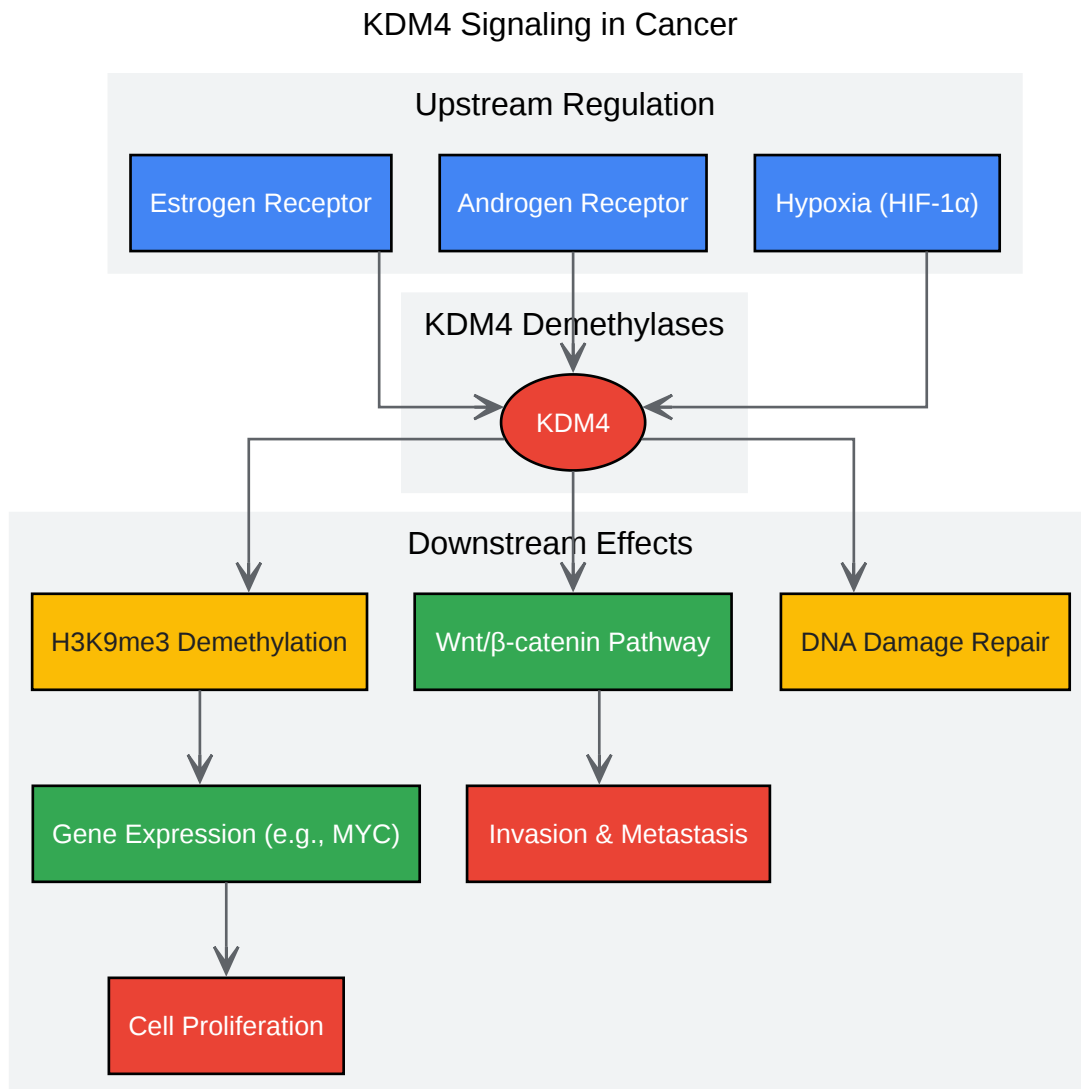 KDM4 Signaling in Cancer
Upstream Regulation
Estrogen Receptor
Androgen Receptor
Hypoxia (HIF-1α)
KDM4 Demethylases
KDM4
Downstream Effects
H3K9me3 Demethylation
Wnt/β-catenin Pathway
DNA Damage Repair
Gene Expression (e.g., MYC)
Invasion & Metastasis
Cell Proliferation